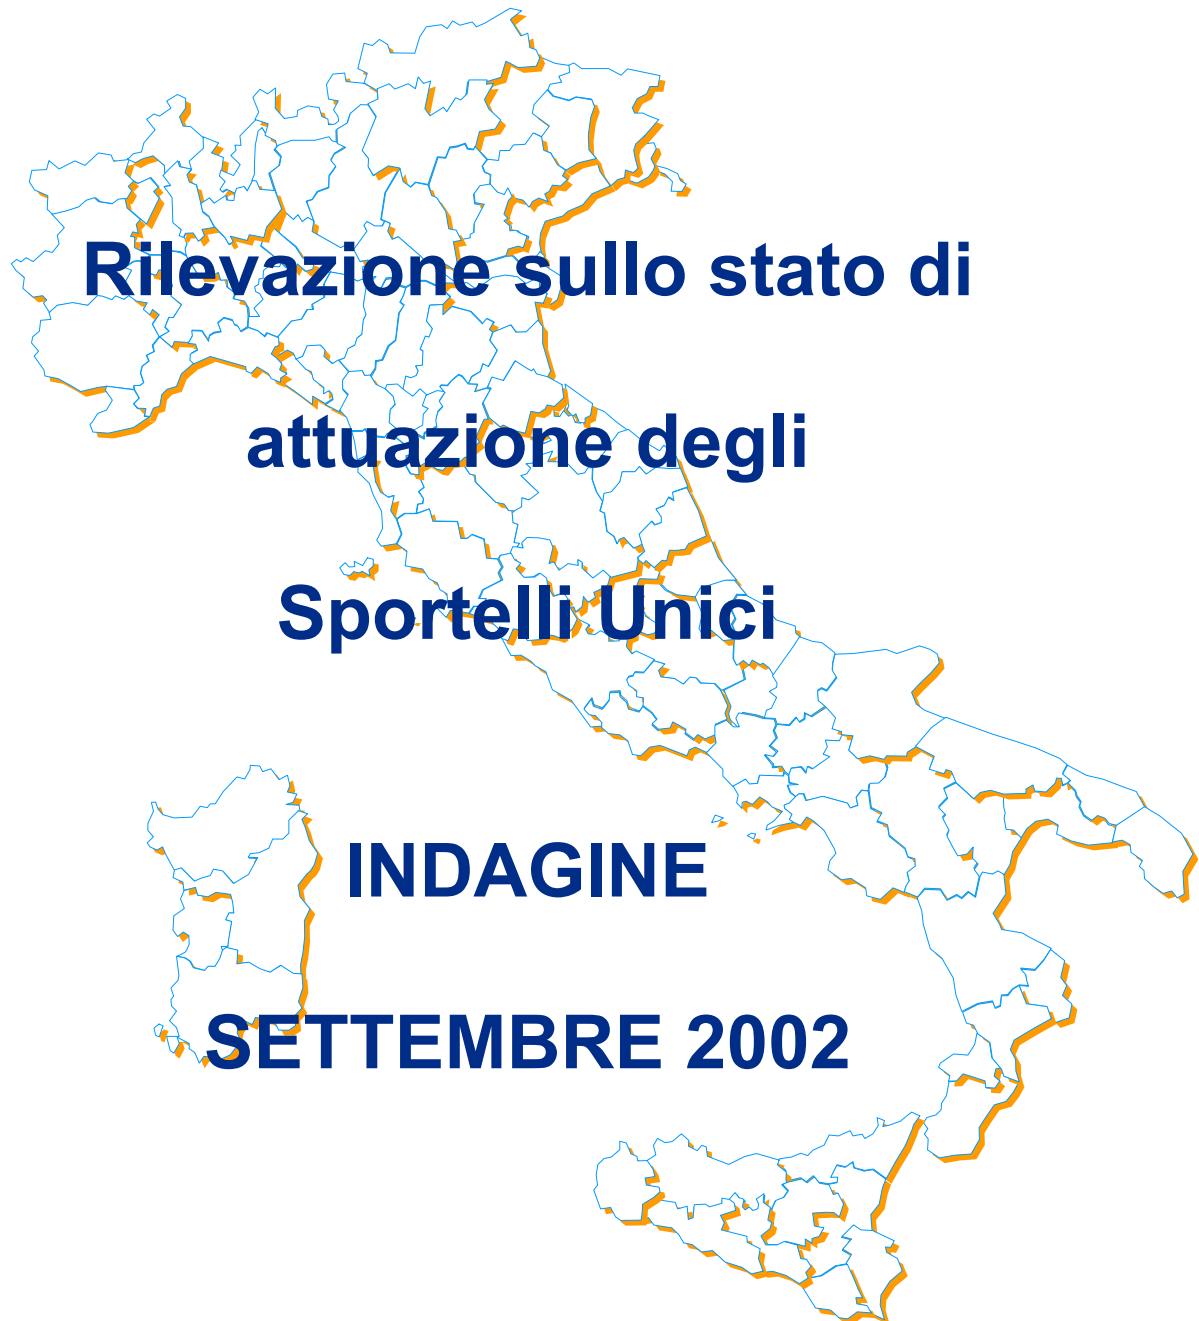 Rilevazione sullo stato di
attuazione degli
Sportelli Unici
INDAGINE
SETTEMBRE 2002